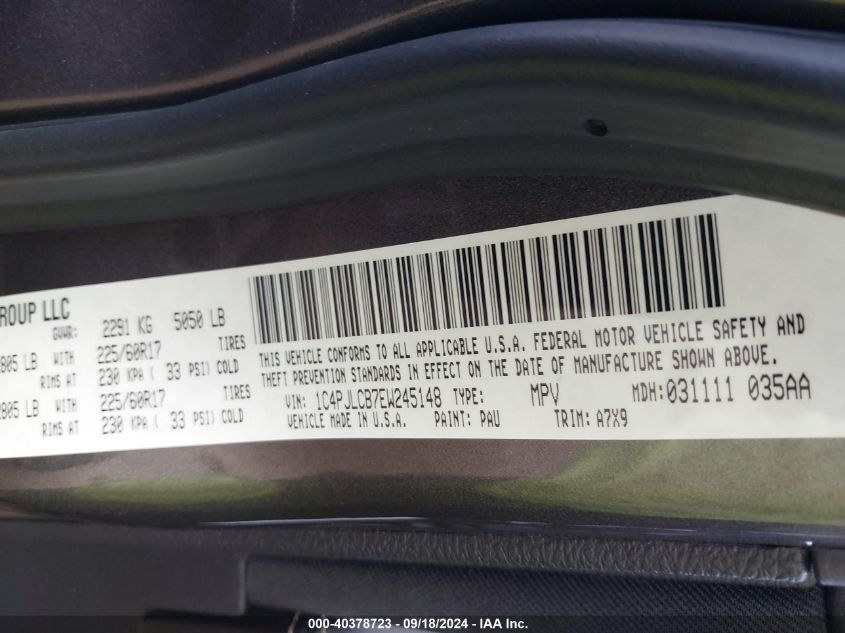 ROUP LLC
GVWR: 2291 KG 5050 LB
2805 LB WITH 225/60R17 TIRES
RIMS AT 230 KPA ( 33 PSI) COLD
2805 LB WITH 225/60R17 TIRES
RIMS AT 230 KPA ( 33 PSI) COLD
THIS VEHICLE CONFORMS TO ALL APPLICABLE U.S.A. FEDERAL MOTOR VEHICLE SAFETY AND
THEFT PREVENTION STANDARDS IN EFFECT ON THE DATE OF MANUFACTURE SHOWN ABOVE.
VIN: 1C4PJLCB7EW245148 TYPE: MPV MDH:031111 035AA
VEHICLE MADE IN U.S.A. PAINT: PAU TRIM: A7X9
000-40378723 - 09/18/2024 - IAA Inc.